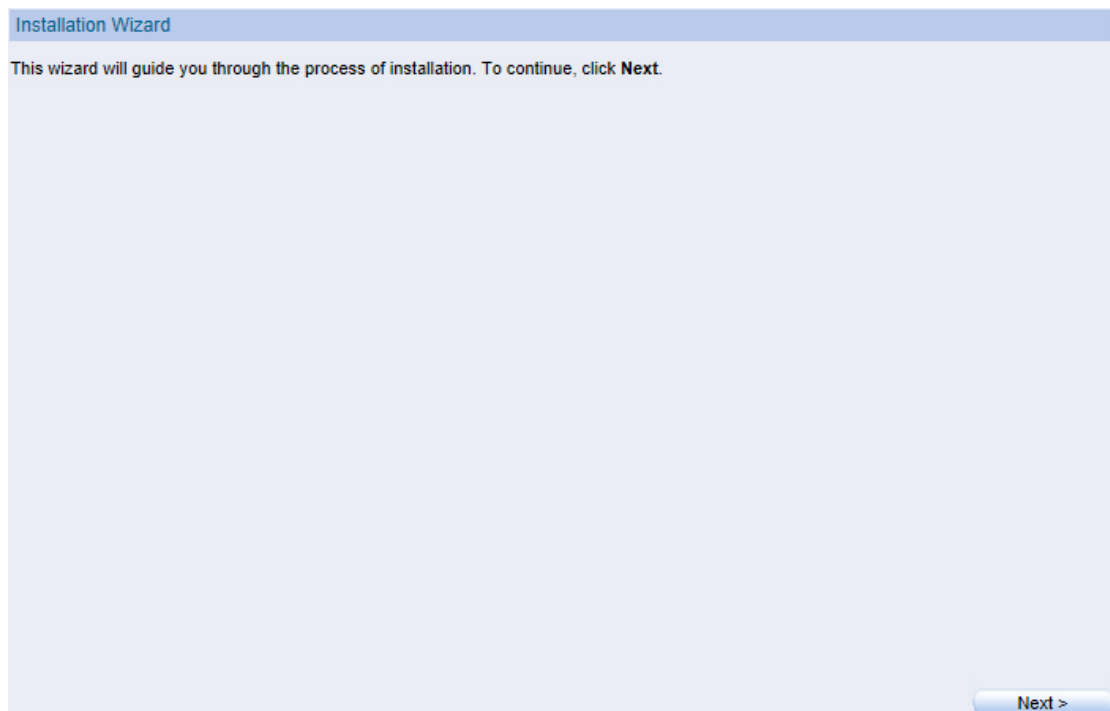 Installation Wizard
This wizard will guide you through the process of installation. To continue, click Next.
Next >